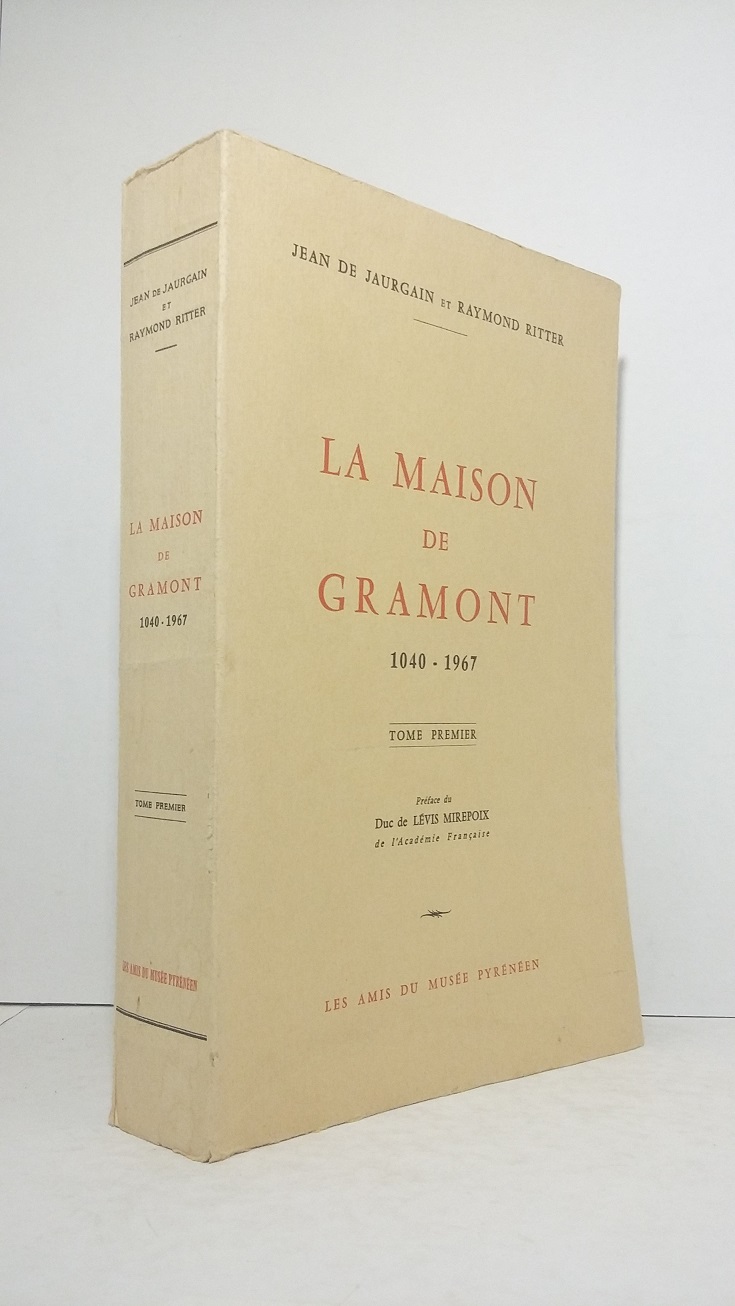 JEAN DE JAURGAIN
ET
RAYMOND RITTER
LA MAISON
DE
GRAMONT
1040 - 1967
TOME PREMIER
LES AMIS DU MUSÉE PYRÉNÉEN
JEAN DE JAURGAIN ET RAYMOND RITTER
LA MAISON
DE
GRAMONT
1040 - 1967
TOME PREMIER
Préface du
Duc de LÉVIS MIREPOIX
de l'Académie Française
LES AMIS DU MUSÉE PYRÉNÉEN